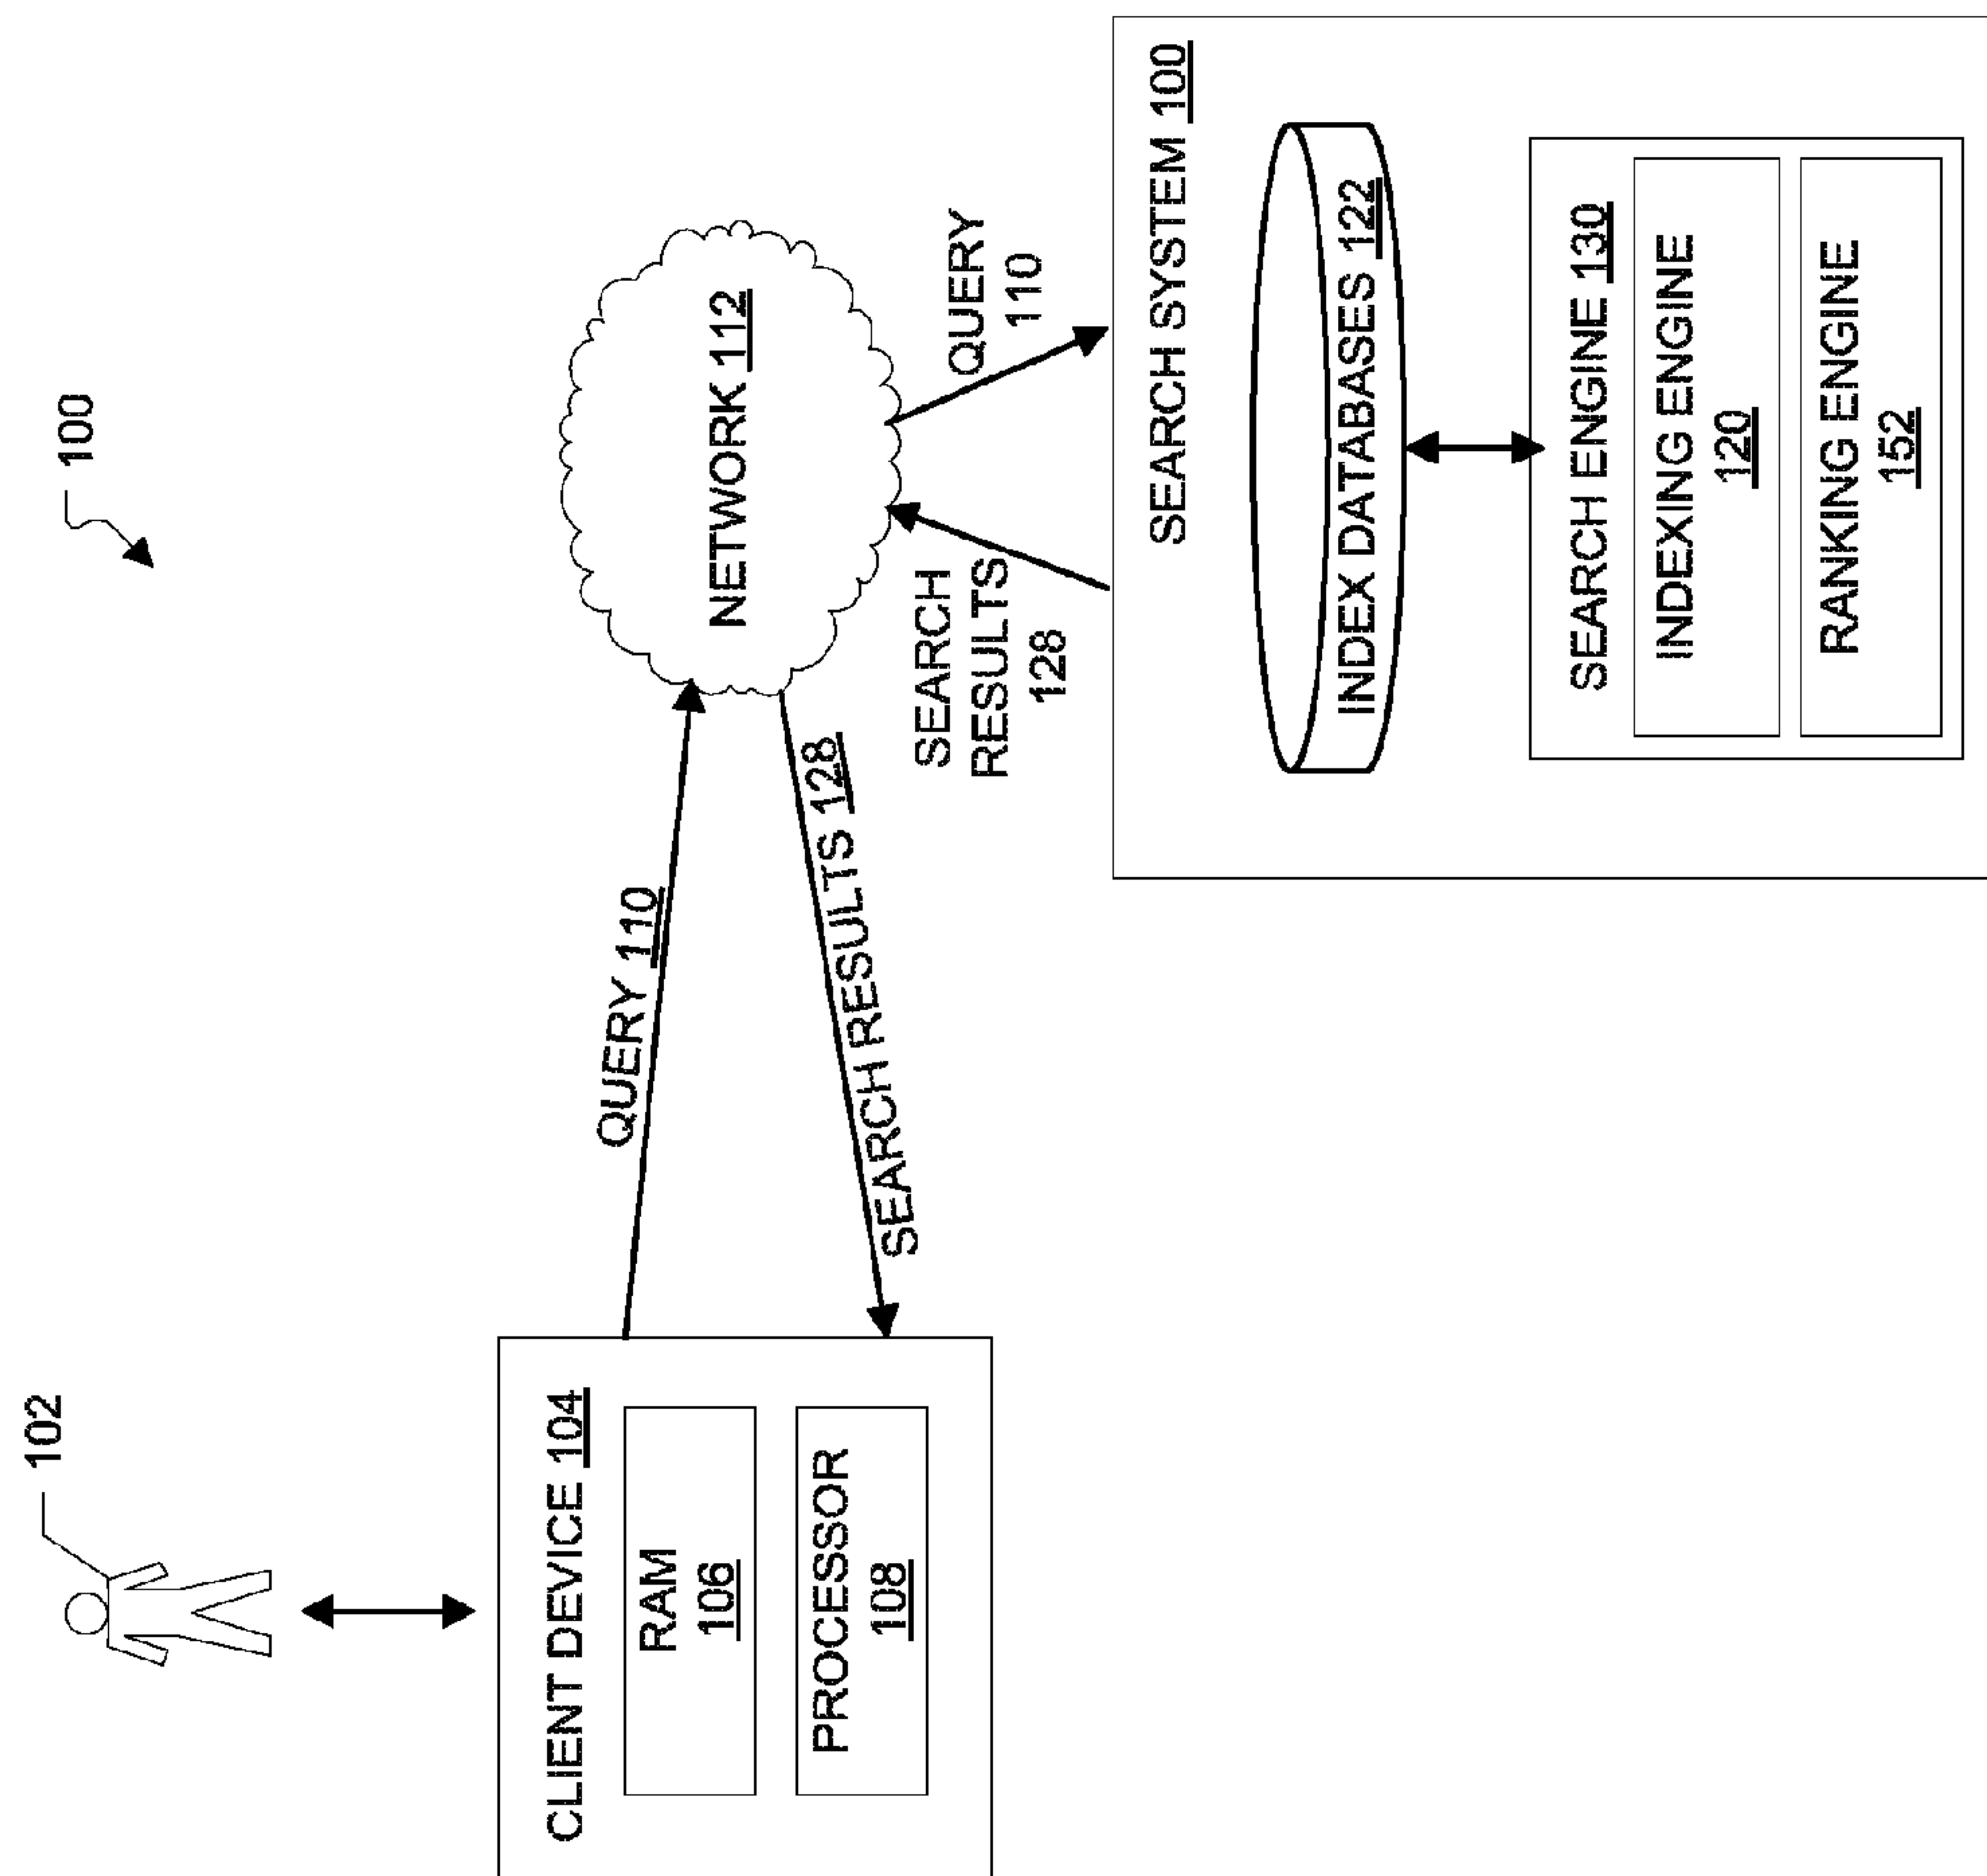 100
102
CLIENT DEVICE 104
RAM
106
PROCESSOR
108
QUERY 110
SEARCH RESULTS 128
NETWORK 112
SEARCH
RESULTS
128
QUERY
110
SEARCH SYSTEM 100
INDEX DATABASES 122
SEARCH ENGINE 130
INDEXING ENGINE
120
RANKING ENGINE
152